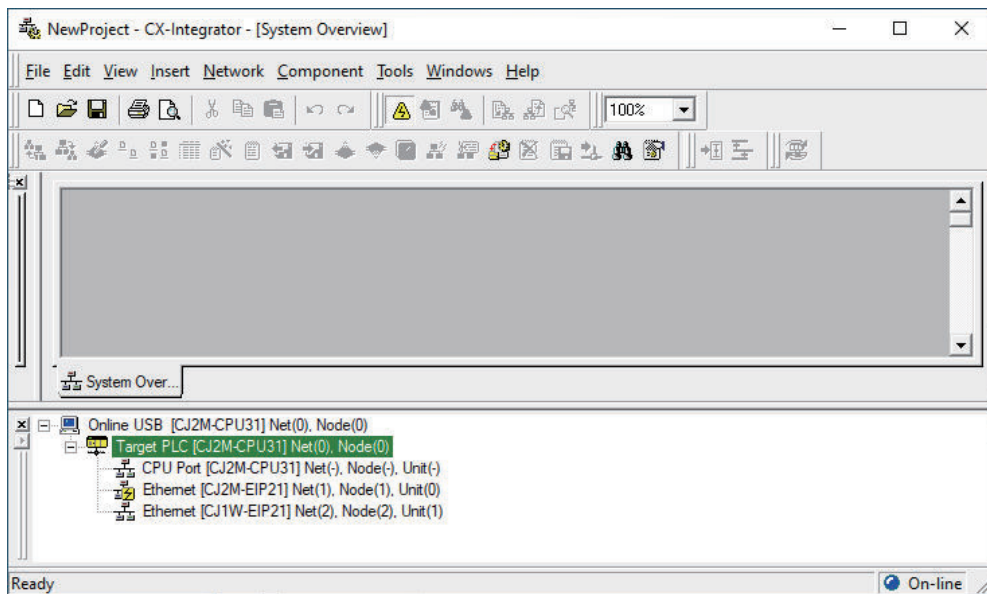 NewProject - CX-Integrator - [System Overview]
File Edit View Insert Network Component Tools Windows Help
100%
System Over...
Online USB [CJ2M-CPU31] Net(0), Node(0)
Target PLC [CJ2M-CPU31] Net(0), Node(0)
CPU Port [CJ2M-CPU31] Net(-), Node(-), Unit(-)
Ethernet [CJ2M-EIP21] Net(1), Node(1), Unit(0)
Ethernet [CJ1W-EIP21] Net(2), Node(2), Unit(1)
Ready
On-line